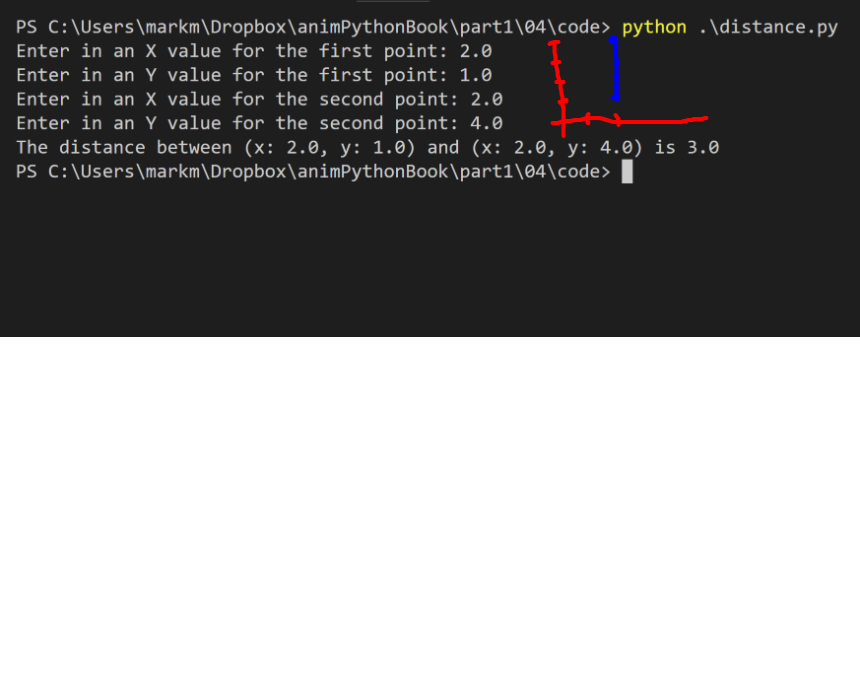 PS C:\Users\markm\Dropbox\animPythonBook\part1\04\code> python .\distance.py
Enter in an X value for the first point: 2.0
Enter in an Y value for the first point: 1.0
Enter in an X value for the second point: 2.0
Enter in an Y value for the second point: 4.0
The distance between (x: 2.0, y: 1.0) and (x: 2.0, y: 4.0) is 3.0
PS C:\Users\markm\Dropbox\animPythonBook\part1\04\code>